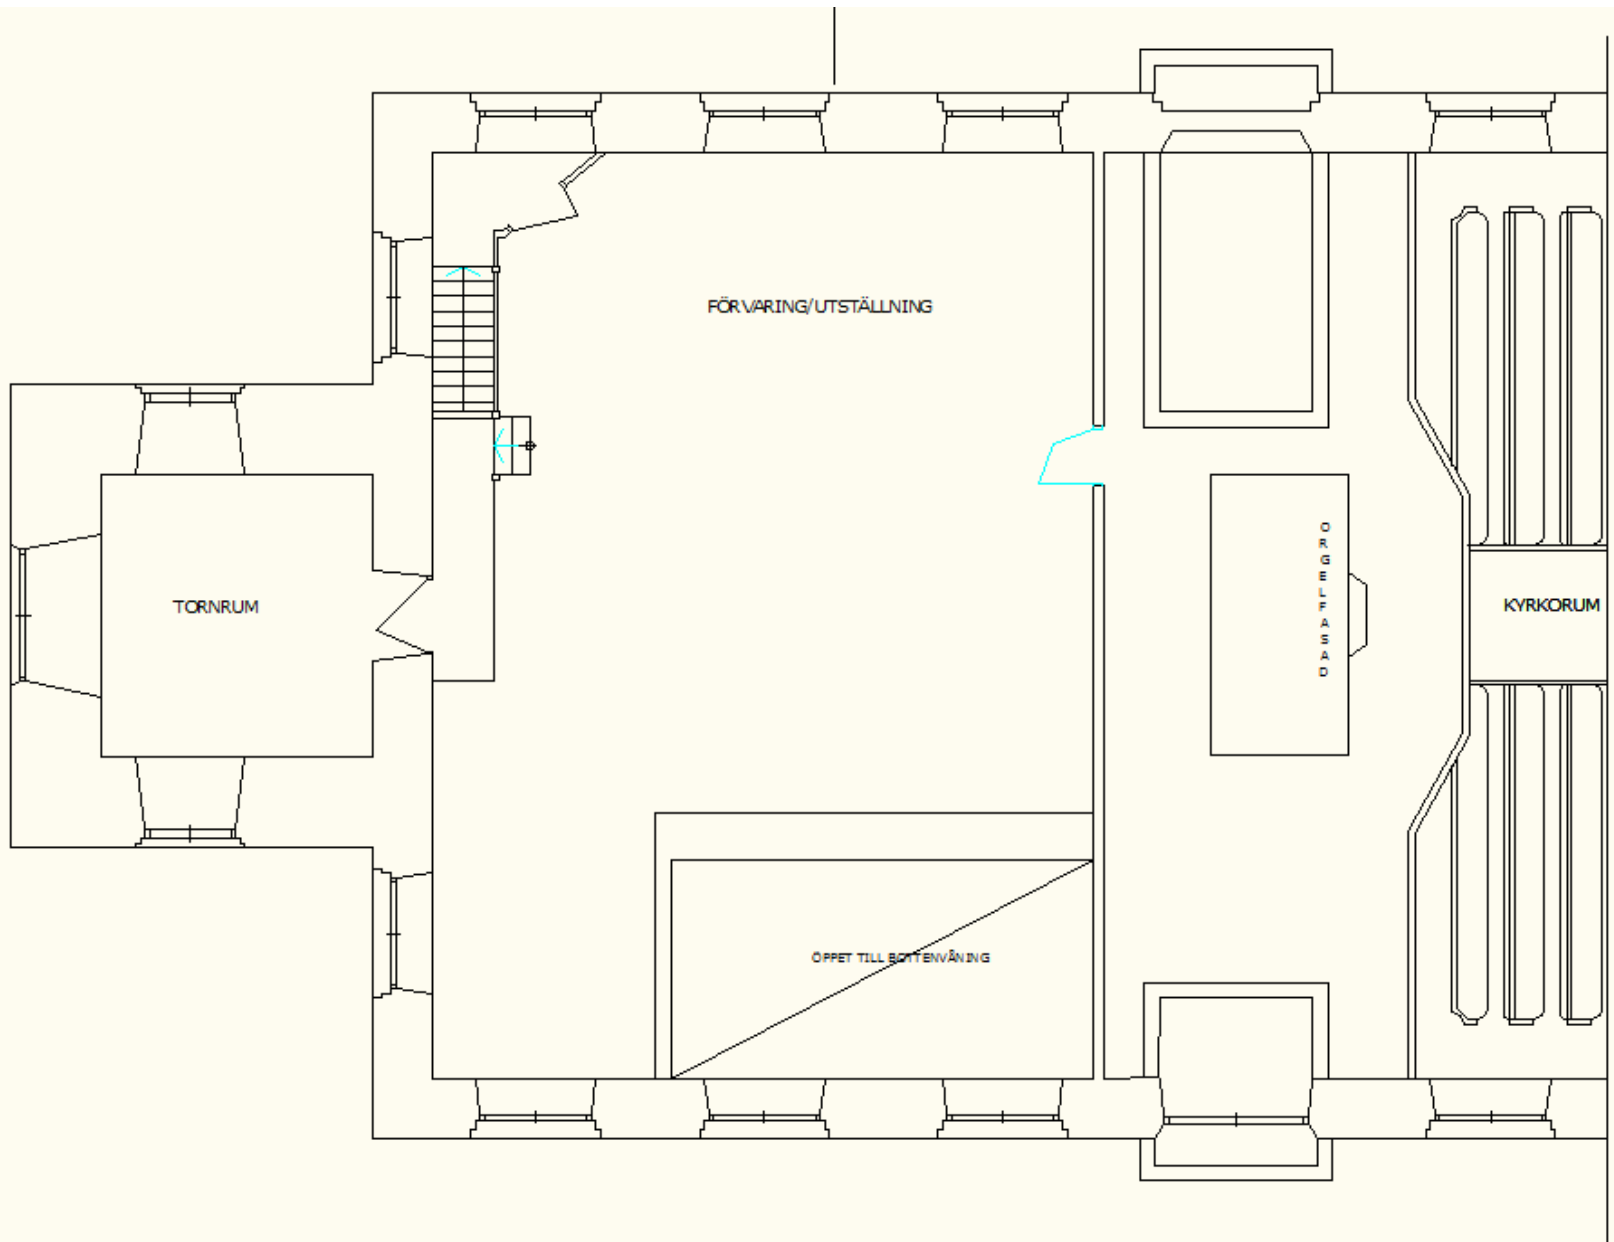 FÖRVARING/UTSTÄLLNING
ORGELFASAD
TORNRUM
KYRKORUM
ÖPPET TILL BOTTENVÅNING